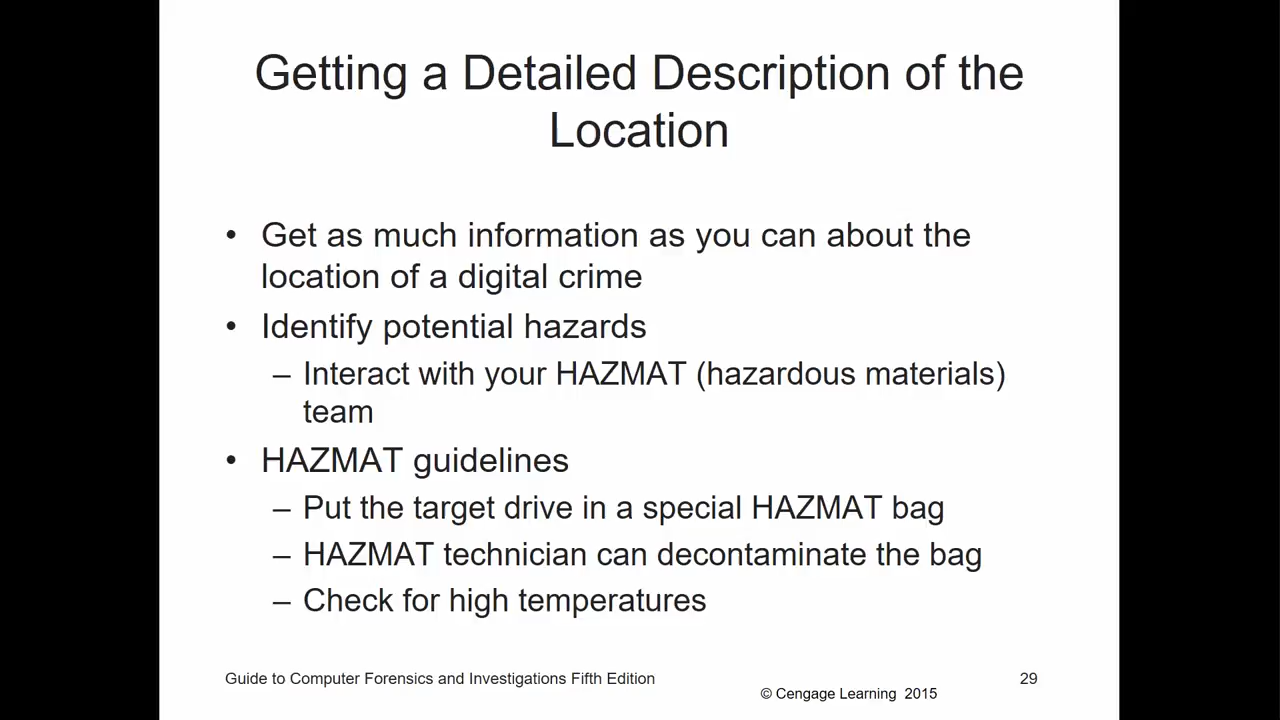 Getting a Detailed Description of the
Location
• Get as much information as you can about the
location of a digital crime
• Identify potential hazards
– Interact with your HAZMAT (hazardous materials)
team
• HAZMAT guidelines
– Put the target drive in a special HAZMAT bag
– HAZMAT technician can decontaminate the bag
– Check for high temperatures
Guide to Computer Forensics and Investigations Fifth Edition
29
© Cengage Learning 2015